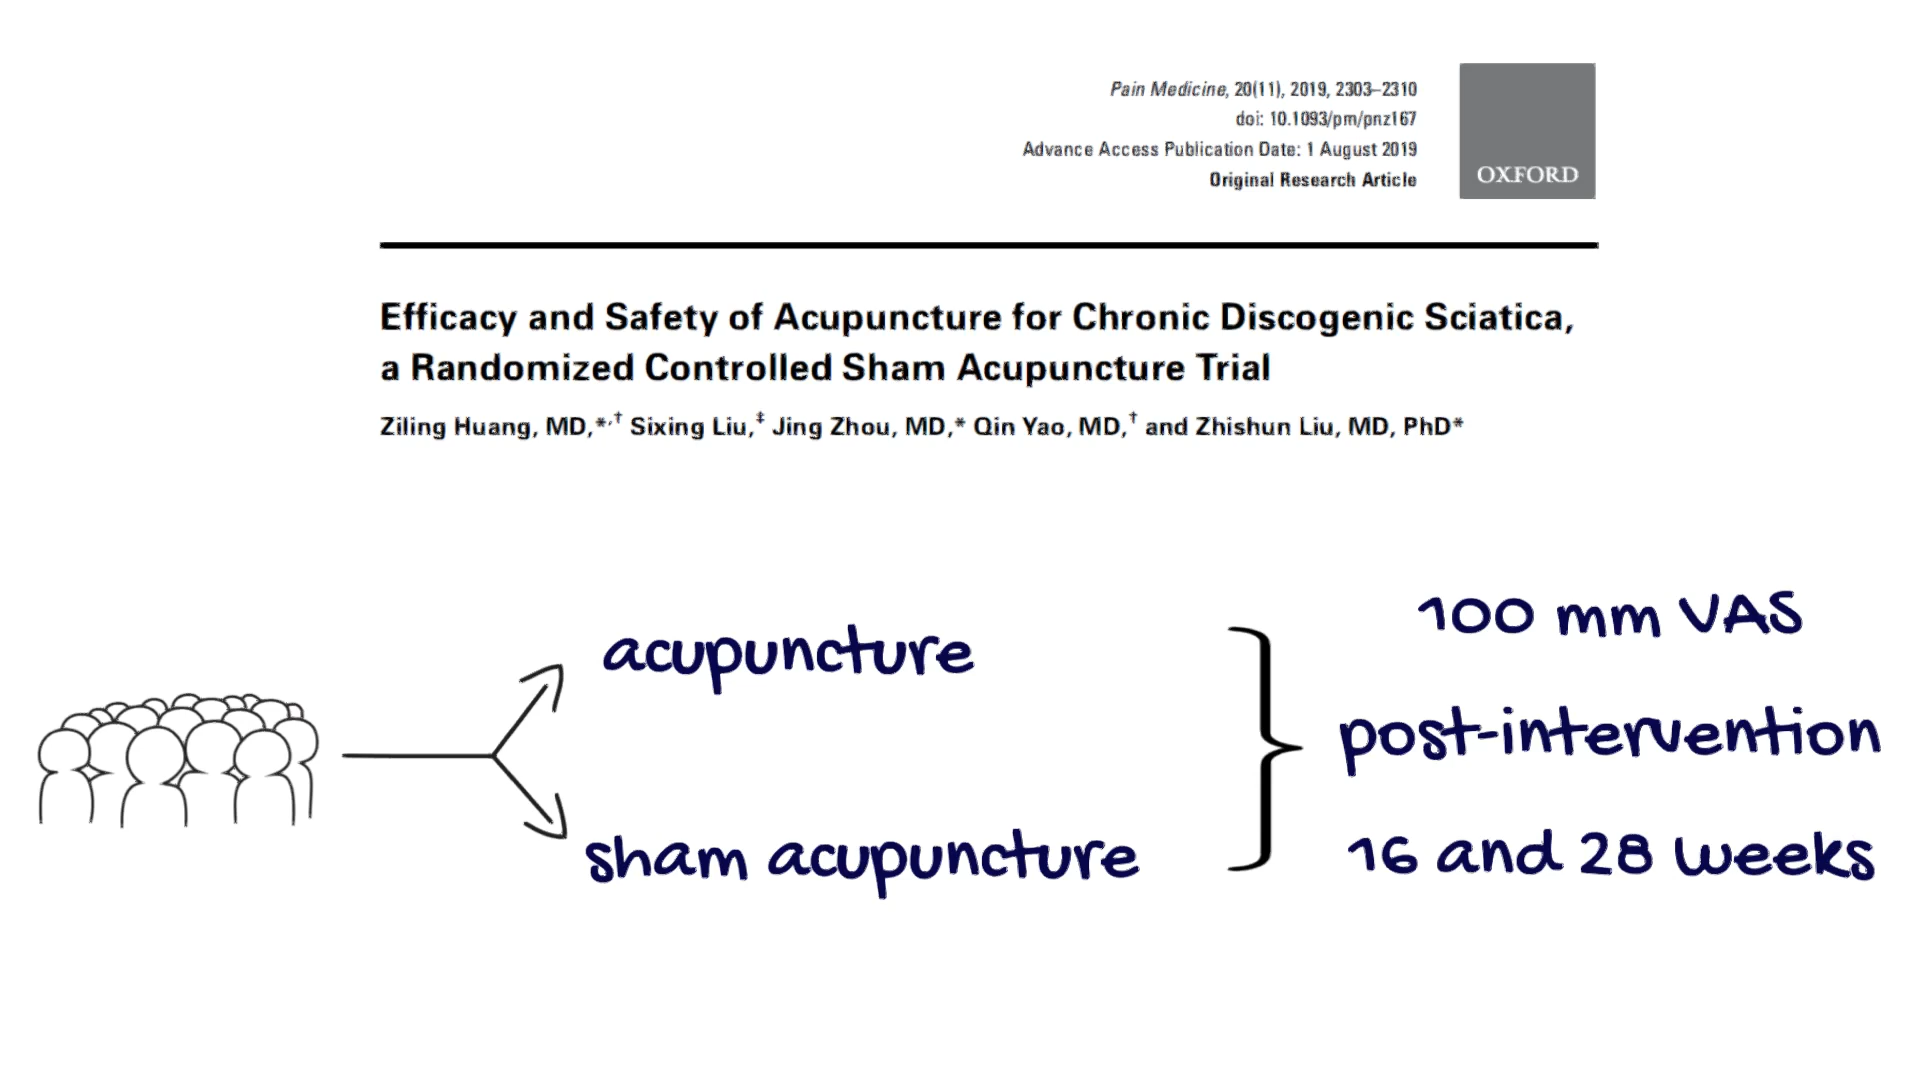 Pain Medicine, 20(11), 2019, 2303–2310
doi: 10.1093/pm/pnz167
Advance Access Publication Date: 1 August 2019
Original Research Article
OXFORD
Efficacy and Safety of Acupuncture for Chronic Discogenic Sciatica,
a Randomized Controlled Sham Acupuncture Trial
Ziling Huang, MD,*,† Sixing Liu,‡ Jing Zhou, MD,* Qin Yao, MD,† and Zhishun Liu, MD, PhD*
acupuncture
sham acupuncture
100 mm VAS
post-intervention
16 and 28 weeks